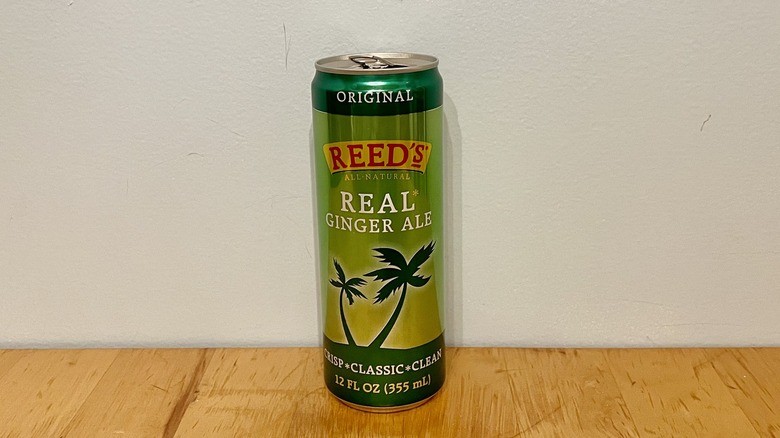 ORIGINAL
REED'S
ALL-NATURAL
REAL*
GINGER ALE
CRISP*CLASSIC*CLEAN
12 FL OZ (355 mL)